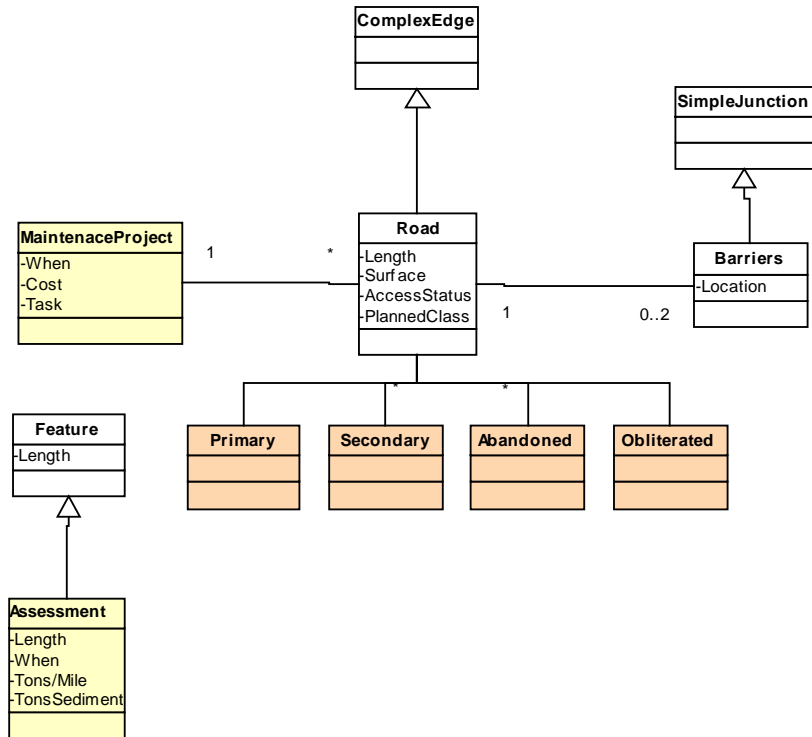 ComplexEdge
SimpleJunction
MaintenaceProject
-When
-Cost
-Task
1
*
Road
-Length
-Surface
-AccessStatus
-PlannedClass
1
0..2
Barriers
-Location
*
*
Primary
Secondary
Abandoned
Obliterated
Feature
-Length
Assessment
-Length
-When
-Tons/Mile
-TonsSediment